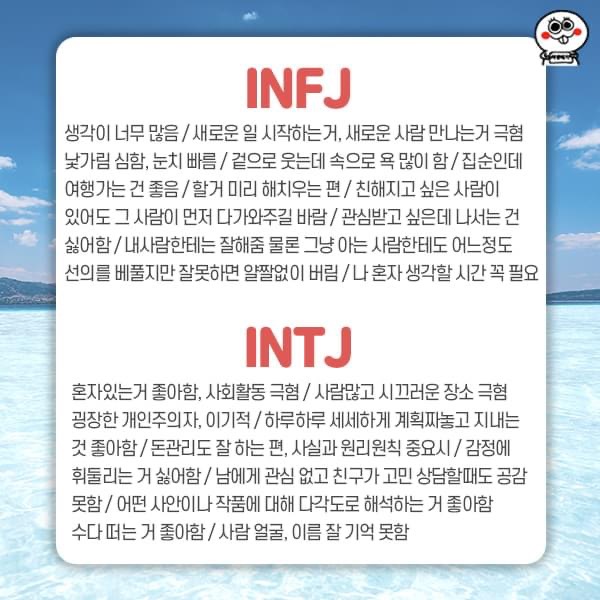 INFJ
생각이 너무 많음 / 새로운 일 시작하는거, 새로운 사람 만나는거 극혐
낯가림 심함, 눈치 빠름 / 겉으로 웃는데 속으로 욕 많이 함 / 집순인데
여행가는 건 좋음 / 할거 미리 해치우는 편 / 친해지고 싶은 사람이
있어도 그 사람이 먼저 다가와주길 바람 / 관심받고 싶은데 나서는 건
싫어함 / 내사람한테는 잘해줌 물론 그냥 아는 사람한테도 어느정도
선의를 베풀지만 잘못하면 얄짤없이 버림 / 나 혼자 생각할 시간 꼭 필요
INTJ
혼자있는거 좋아함, 사회활동 극혐 / 사람많고 시끄러운 장소 극혐
굉장한 개인주의자, 이기적 / 하루하루 세세하게 계획짜놓고 지내는
것 좋아함 / 돈관리도 잘 하는 편, 사실과 원리원칙 중요시 / 감정에
휘둘리는 거 싫어함 / 남에게 관심 없고 친구가 고민 상담할때도 공감
못함 / 어떤 사안이나 작품에 대해 다각도로 해석하는 거 좋아함
수다 떠는 거 좋아함 / 사람 얼굴, 이름 잘 기억 못함